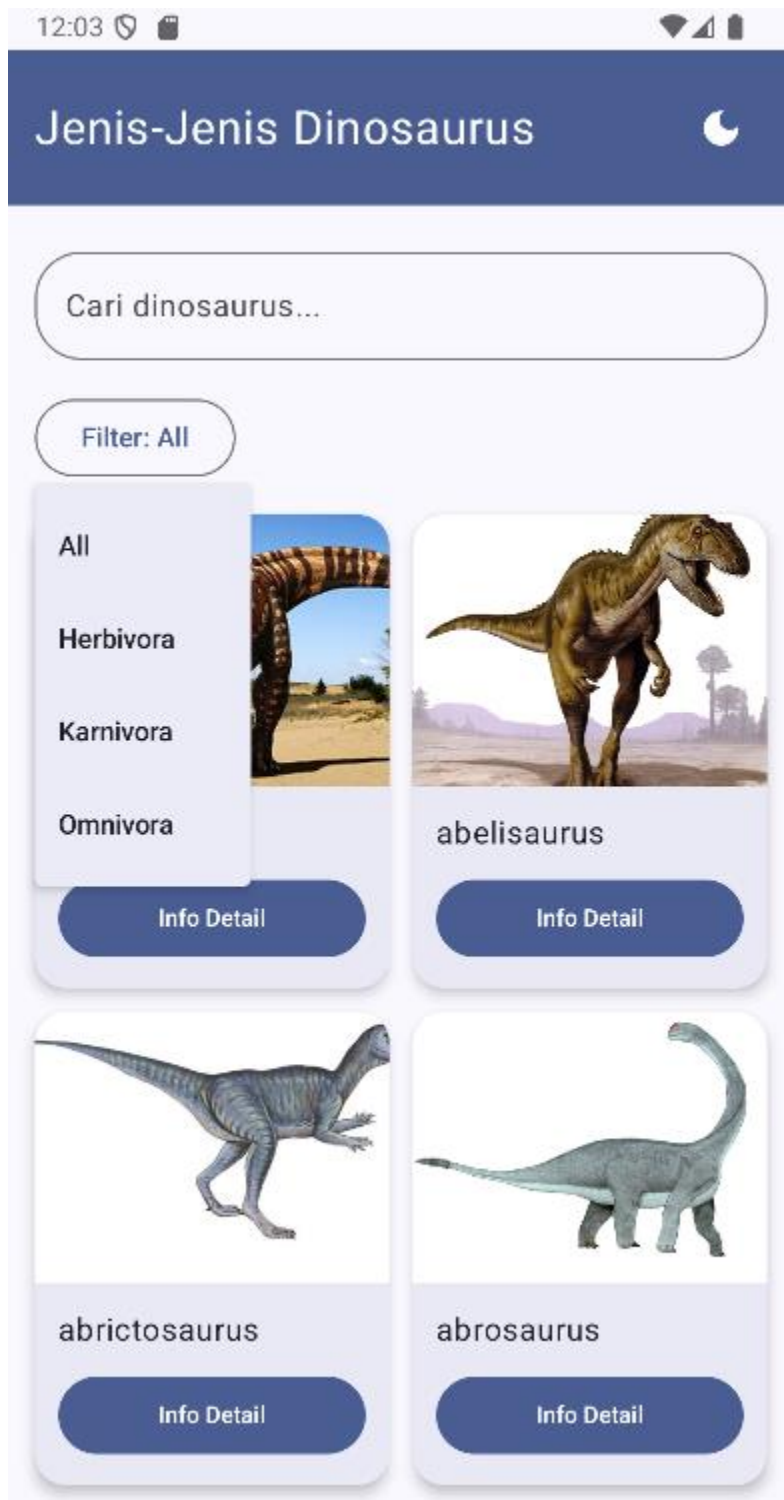 12:03
Jenis-Jenis Dinosaurus
Cari dinosaurus...
Filter: All
All
Herbivora
Karnivora
Omnivora
abelisaurus
Info Detail
Info Detail
abrictosaurus
abrosaurus
Info Detail
Info Detail